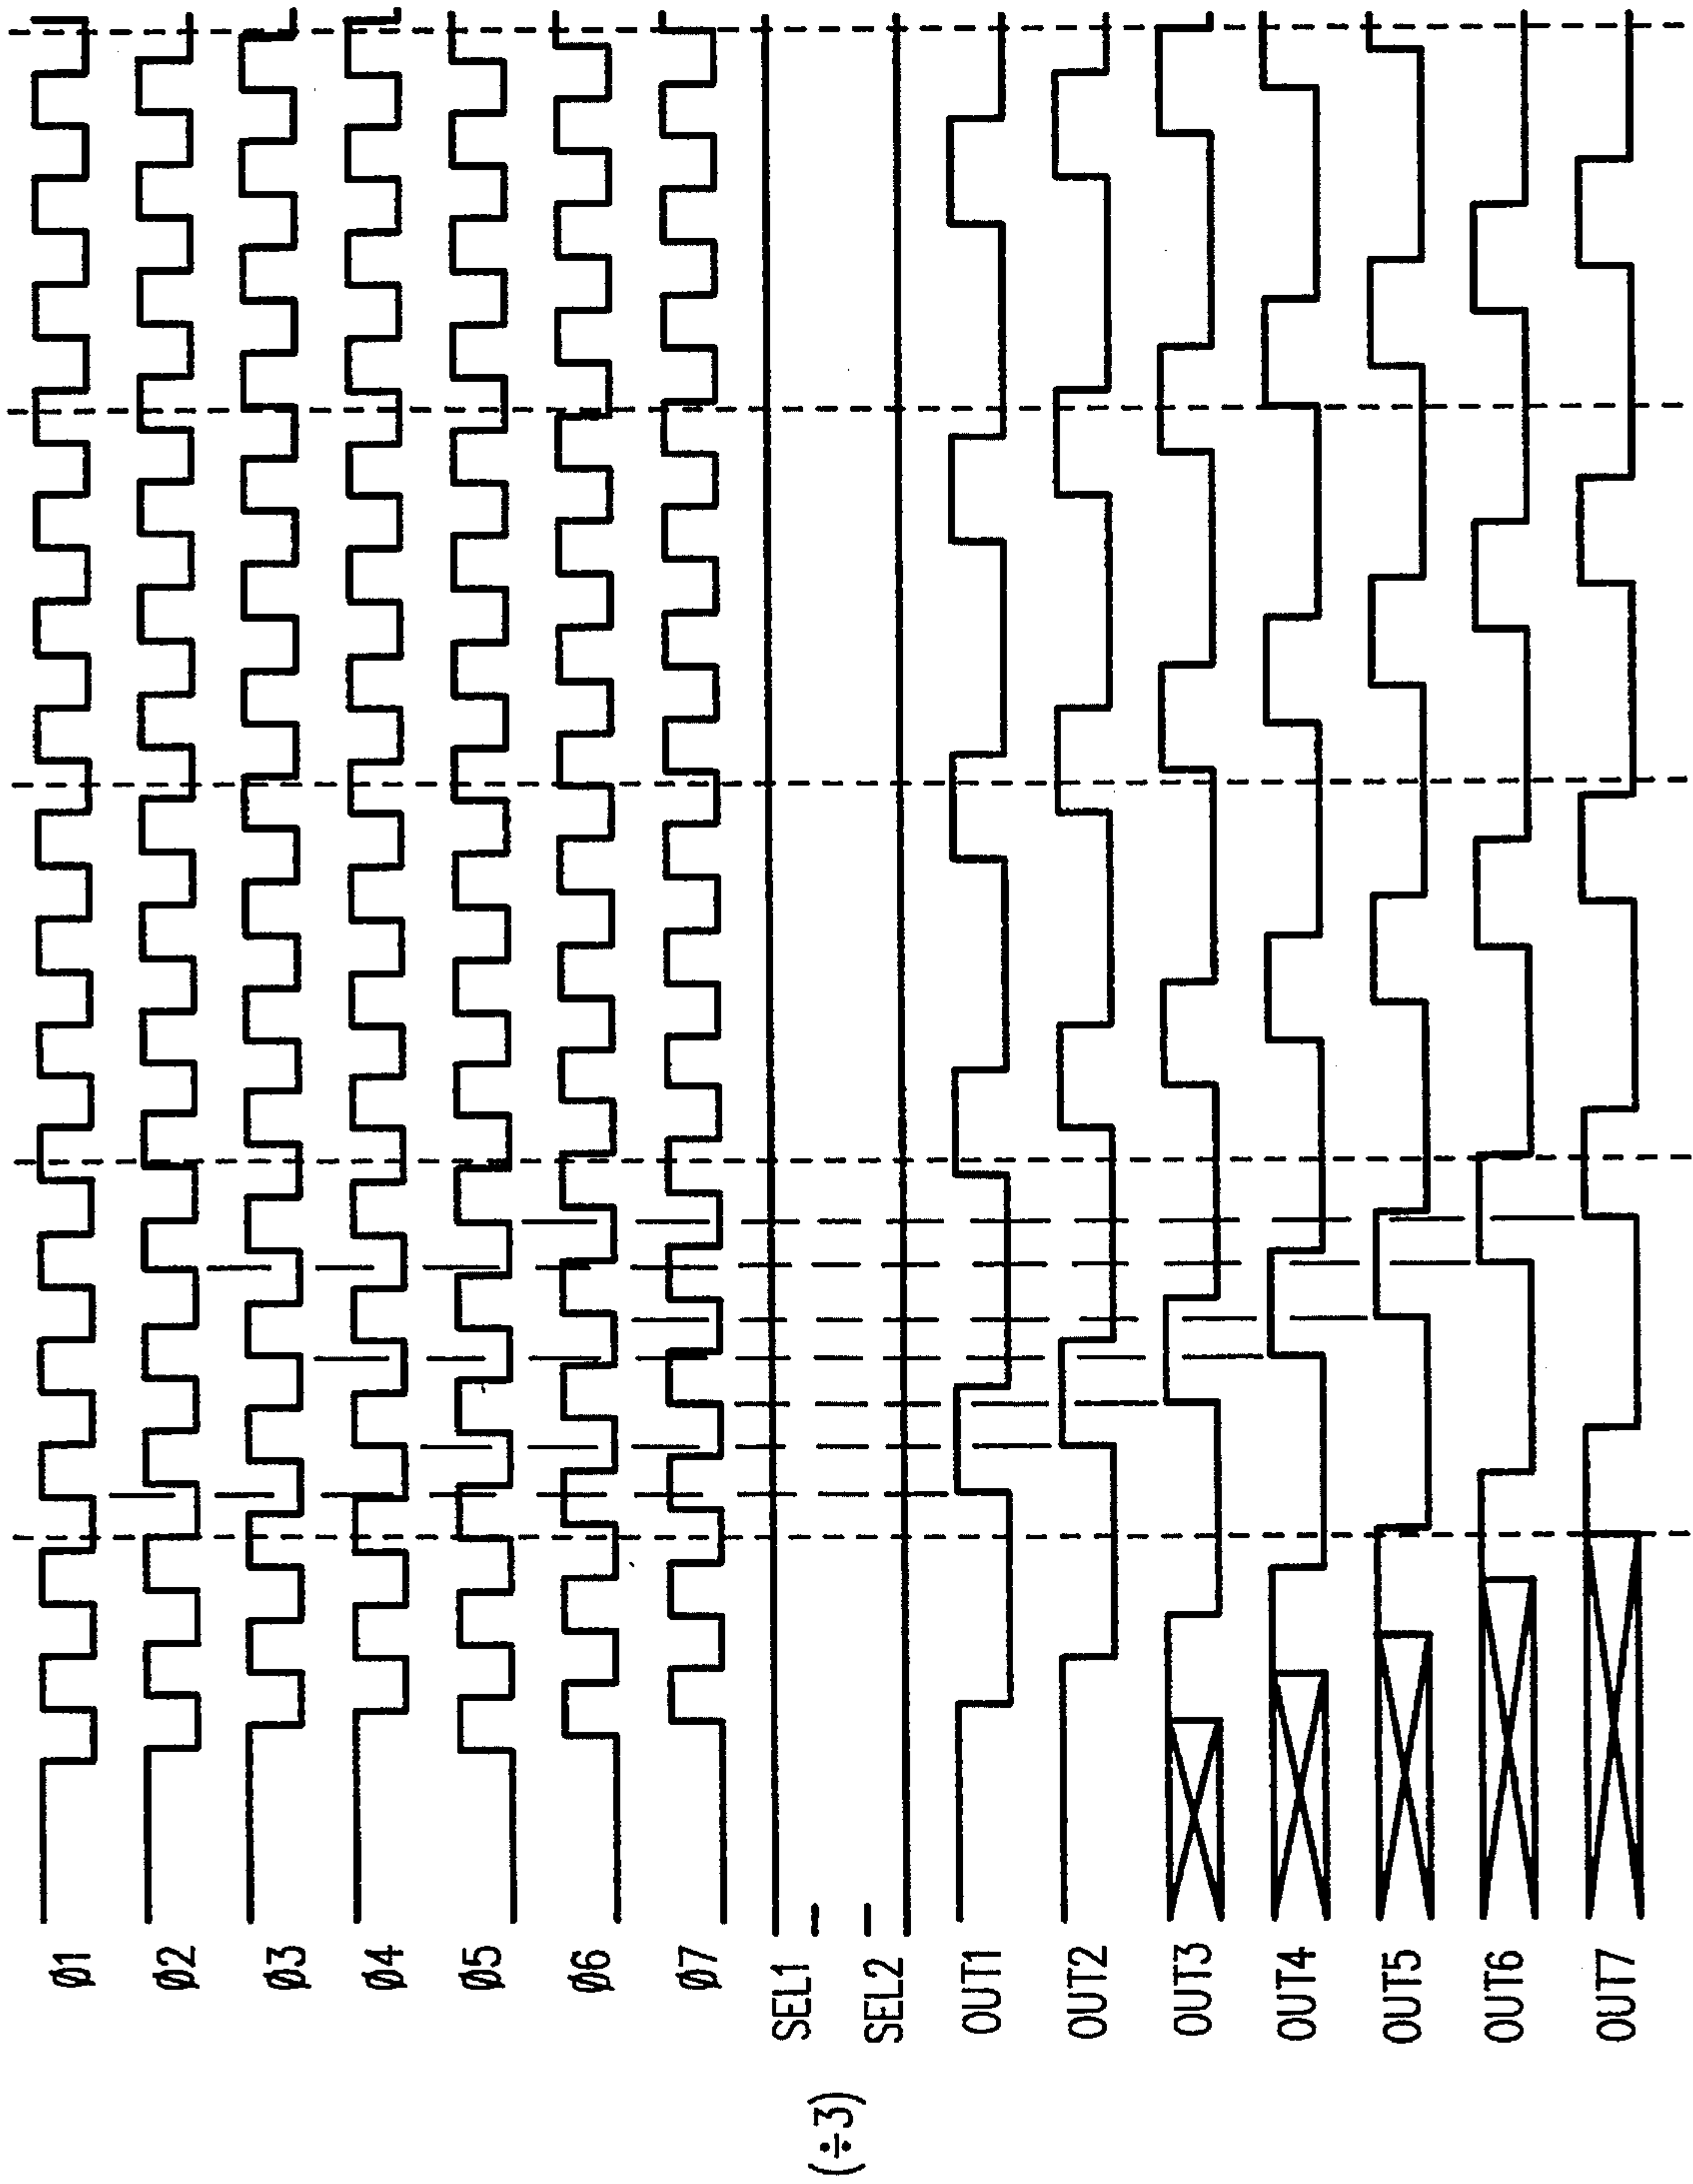 Ø1
Ø2
Ø3
Ø4
Ø5
Ø6
Ø7
SEL1
SEL2
OUT1
OUT2
OUT3
OUT4
OUT5
OUT6
OUT7
(÷3)